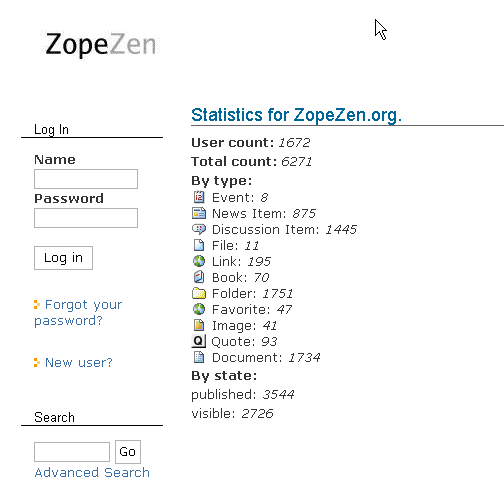 ZopeZen
Log In
Name
Password
Log in
Forgot your
password?
New user?
Search
Go
Advanced Search
Statistics for ZopeZen.org.
User count: 1672
Total count: 6271
By type:
Event: 8
News Item: 875
Discussion Item: 1445
File: 11
Link: 195
Book: 70
Folder: 1751
Favorite: 47
Image: 41
Q Quote: 93
Document: 1734
By state:
published: 3544
visible: 2726